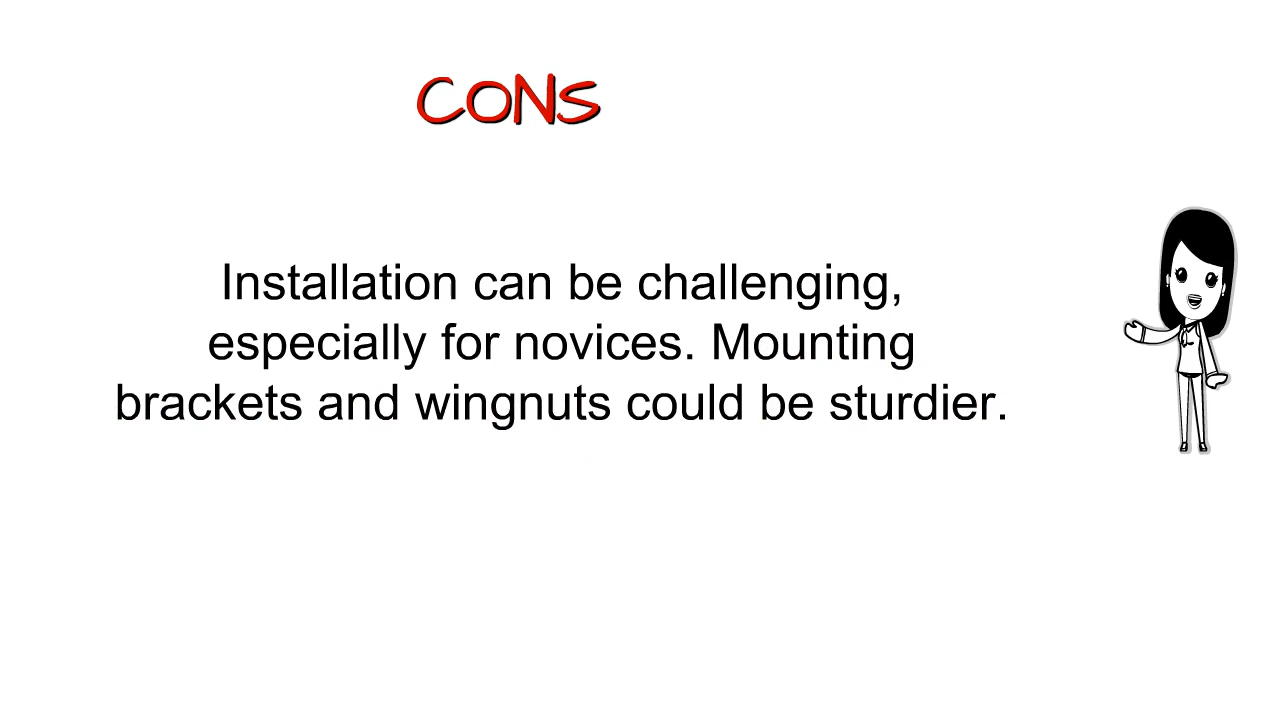 CONS
Installation can be challenging,
especially for novices. Mounting
brackets and wingnuts could be sturdier.